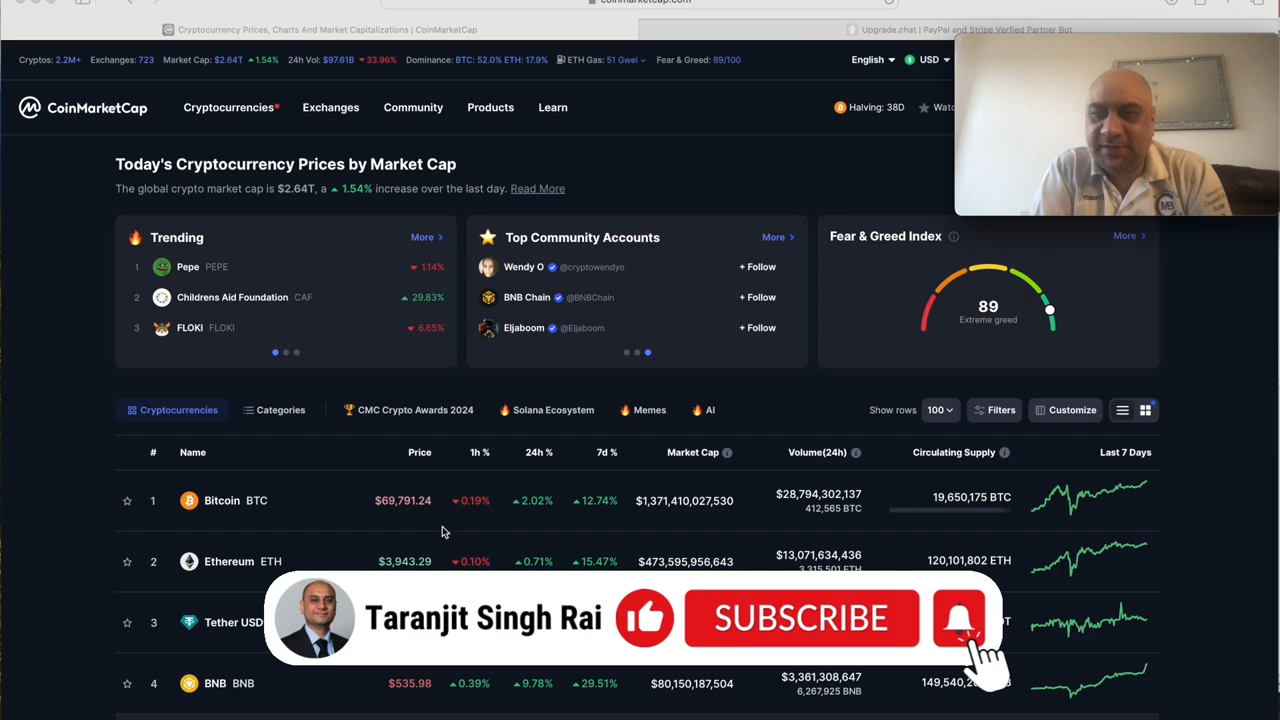 coinmarketcap.com
Cryptocurrency Prices, Charts And Market Capitalizations | CoinMarketCap
Upgrade.chat | PayPal and Stripe Verfied Partner Bot
Cryptos: 2.2M+ Exchanges: 723 Market Cap: $2.64T 1.54% 24h Vol: $97.61B 33.96% Dominance: BTC: 52.0% ETH: 17.9% ETH Gas: 51 Gwei Fear & Greed: 89/100 English USD
CoinMarketCap Cryptocurrencies Exchanges Community Products Learn Halving: 38D
Today's Cryptocurrency Prices by Market Cap
The global crypto market cap is $2.64T, a 1.54% increase over the last day. Read More
Trending More
1 Pepe PEPE 1.14%
2 Childrens Aid Foundation CAF 29.83%
3 FLOKI FLOKI 6.65%
Top Community Accounts More
Wendy O @cryptowendyo + Follow
BNB Chain @BNBChain + Follow
Eljaboom @Eljaboom + Follow
Fear & Greed Index More
89
Extreme greed
Cryptocurrencies Categories CMC Crypto Awards 2024 Solana Ecosystem Memes AI Show rows 100 Filters Customize
# Name Price 1h % 24h % 7d % Market Cap Volume(24h) Circulating Supply Last 7 Days
1 Bitcoin BTC $69,791.24 0.19% 2.02% 12.74% $1,371,410,027,530 $28,794,302,137 19,650,175 BTC
412,565 BTC
2 Ethereum ETH $3,943.29 0.10% 0.71% 15.47% $473,595,956,643 $13,071,634,436 120,101,802 ETH
3,315,501 ETH
3 Tether USD
Taranjit Singh Rai SUBSCRIBE
4 BNB BNB $535.98 0.39% 9.78% 29.51% $80,150,187,504 $3,361,308,647
6,267,925 BNB
MB